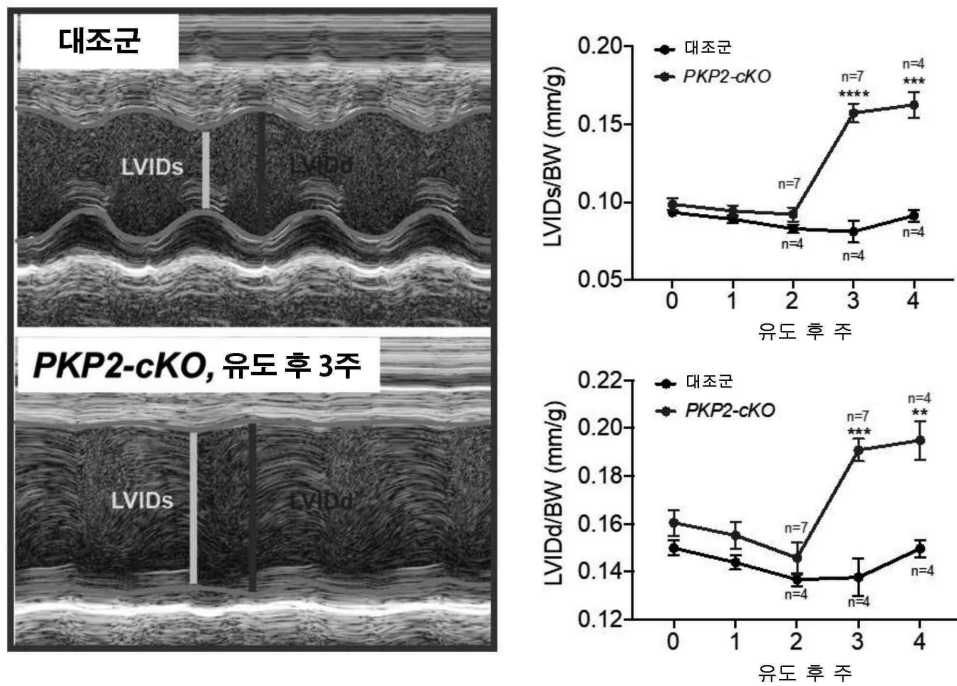 대조군
LVIDs
LVIDd
PKP2-cKO, 유도 후 3주
LVIDs
LVIDd
LVIDs/BW (mm/g)
0.20
0.15
0.10
0.05
대조군
PKP2-cKO
n=7
****
n=4
***
n=7
n=4
n=4
n=4
0 1 2 3 4
유도 후 주
LVIDd/BW (mm/g)
0.22
0.20
0.18
0.16
0.14
0.12
대조군
PKP2-cKO
n=7
***
n=4
**
n=7
n=4
n=4
n=4
0 1 2 3 4
유도 후 주